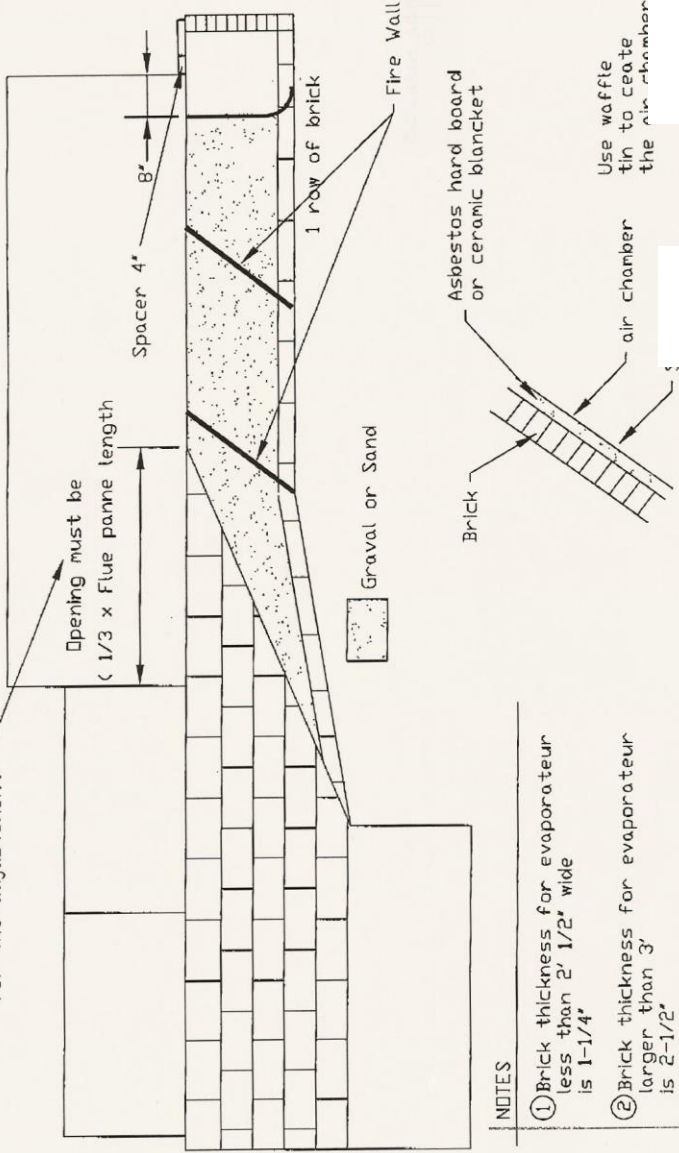 Opening must be
( 1/3 x Flue panne length
Spacer 4"
8"
1 row of brick
Fire Wall
Graval or Sand
Asbestos hard board
or ceramic blancket
Brick
air chamber
Use waffle
tin to ceate
the air chamber
NOTES
1 Brick thickness for evaporateur
less than 2' 1/2" wide
is 1-1/4"
2 Brick thickness for evaporateur
larger than 3'
is 2-1/2"